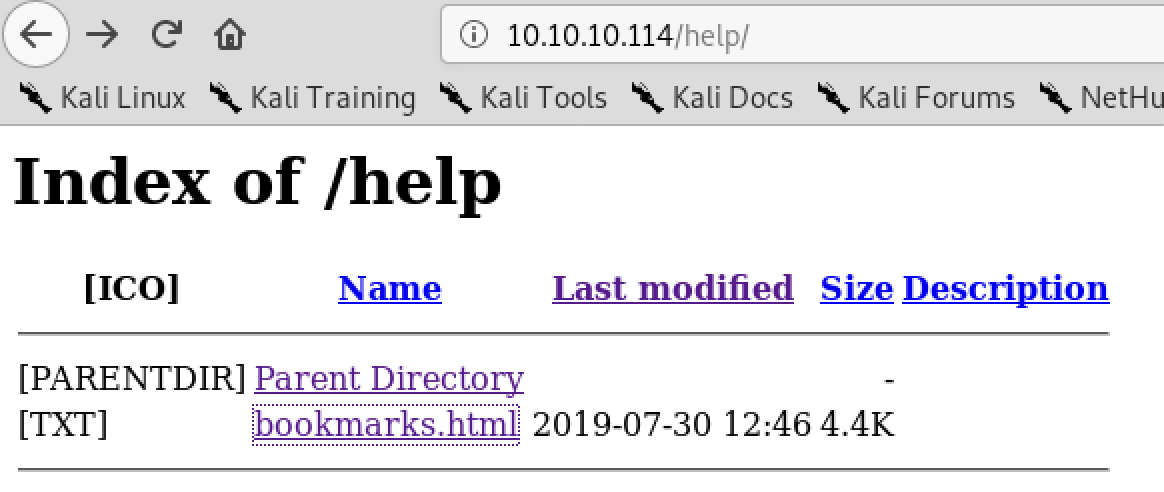 10.10.10.114/help/
Kali Linux Kali Training Kali Tools Kali Docs Kali Forums NetHu
Index of /help
[ICO] Name Last modified Size Description
[PARENTDIR] Parent Directory -
[TXT] bookmarks.html 2019-07-30 12:46 4.4K